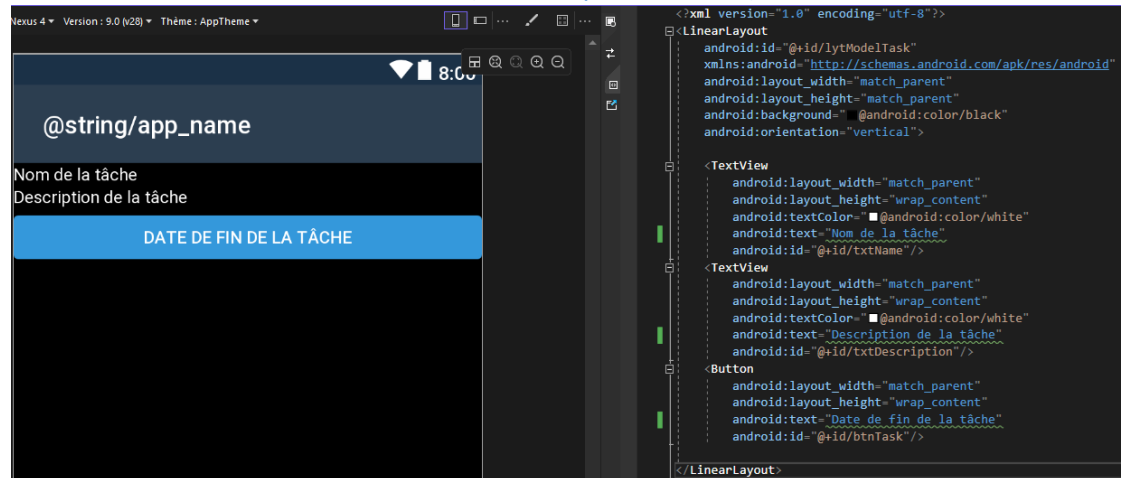 Nexus 4 Version : 9.0 (v28) Thème : AppTheme
8:00
@string/app_name
Nom de la tâche
Description de la tâche
DATE DE FIN DE LA TÂCHE
<?xml version="1.0" encoding="utf-8"?>
<LinearLayout
android:id="@+id/lytModelTask"
xmlns:android="http://schemas.android.com/apk/res/android"
android:layout_width="match_parent"
android:layout_height="match_parent"
android:background="@android:color/black"
android:orientation="vertical">
<TextView
android:layout_width="match_parent"
android:layout_height="wrap_content"
android:textColor="@android:color/white"
android:text="Nom de la tâche"
android:id="@+id/txtName"/>
<TextView
android:layout_width="match_parent"
android:layout_height="wrap_content"
android:textColor="@android:color/white"
android:text="Description de la tâche"
android:id="@+id/txtDescription"/>
<Button
android:layout_width="match_parent"
android:layout_height="wrap_content"
android:text="Date de fin de la tâche"
android:id="@+id/btnTask"/>
</LinearLayout>